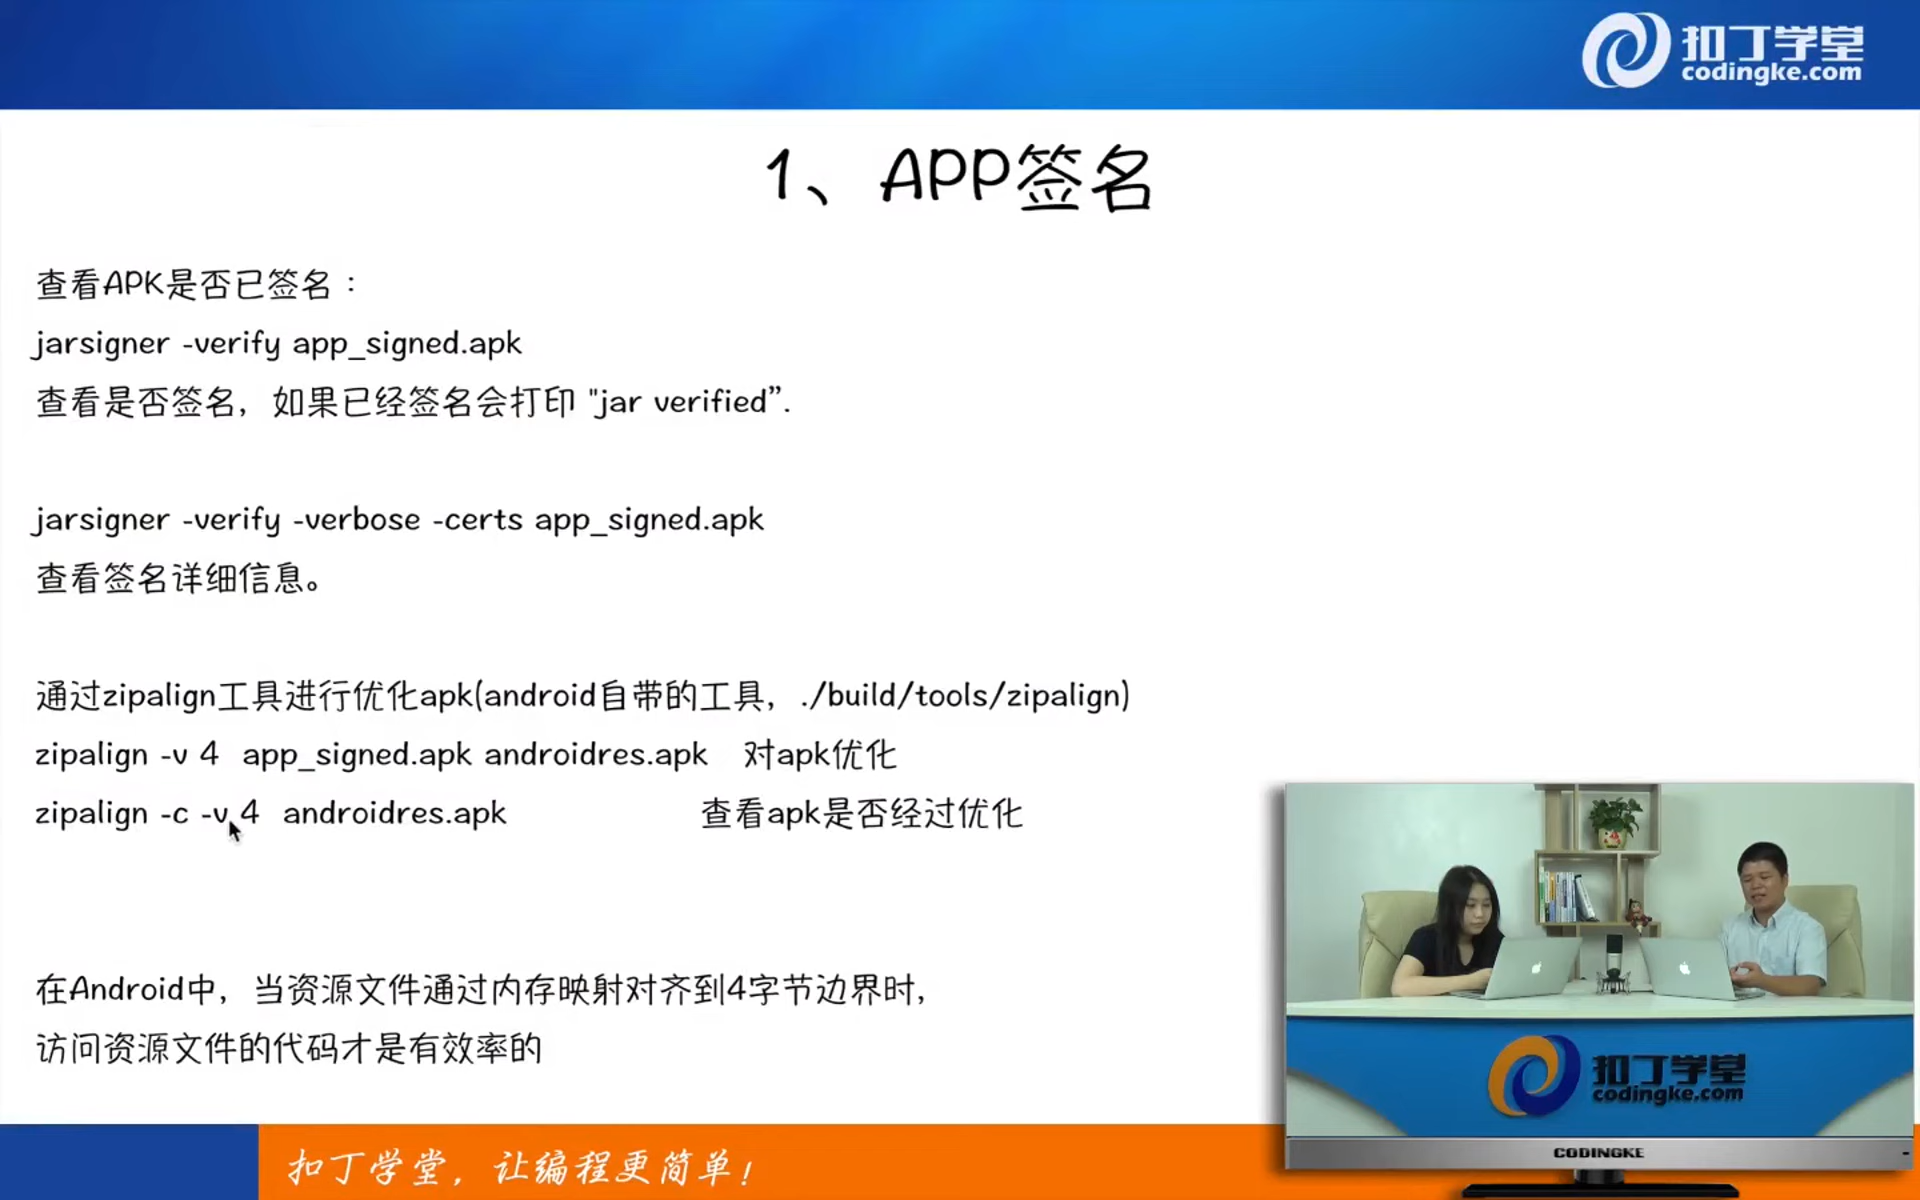 扣丁学堂
codingke.com
1、APP签名
查看APK是否已签名：
jarsigner -verify app_signed.apk
查看是否签名，如果已经签名会打印 "jar verified”.
jarsigner -verify -verbose -certs app_signed.apk
查看签名详细信息。
通过zipalign工具进行优化apk(android自带的工具，./build/tools/zipalign)
zipalign -v 4 app_signed.apk androidres.apk 对apk优化
zipalign -c -v 4 androidres.apk 查看apk是否经过优化
在Android中，当资源文件通过内存映射对齐到4字节边界时，
访问资源文件的代码才是有效率的
扣丁学堂
codingke.com
CODINGKE
扣丁学堂，让编程更简单！